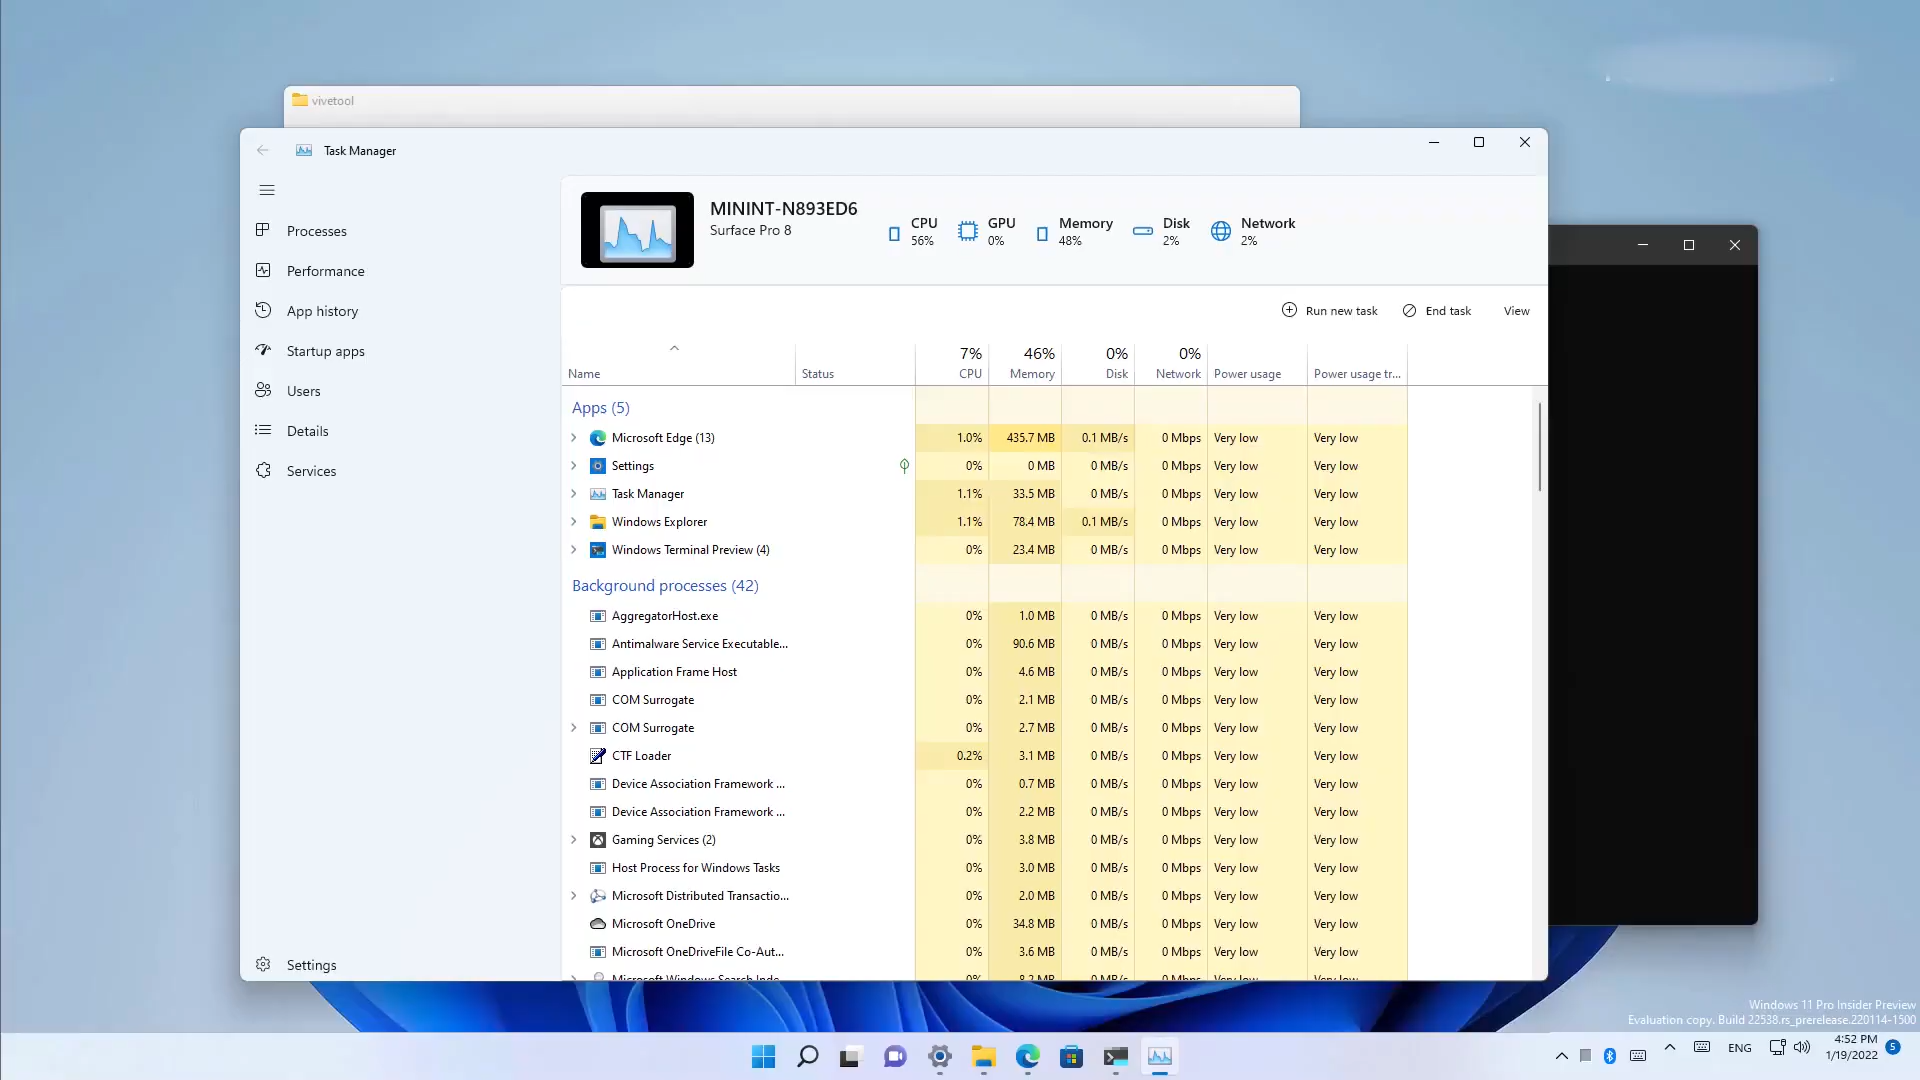 vivetool
Task Manager
MININT-N893ED6
Surface Pro 8
CPU
56%
GPU
0%
Memory
48%
Disk
2%
Network
2%
Processes
Performance
App history
Startup apps
Users
Details
Services
Settings
Run new task
End task
View
7% 46% 0% 0%
Name Status CPU Memory Disk Network Power usage Power usage tr...
Apps (5)
Microsoft Edge (13) 1.0% 435.7 MB 0.1 MB/s 0 Mbps Very low Very low
Settings 0% 0 MB 0 MB/s 0 Mbps Very low Very low
Task Manager 1.1% 33.5 MB 0 MB/s 0 Mbps Very low Very low
Windows Explorer 1.1% 78.4 MB 0.1 MB/s 0 Mbps Very low Very low
Windows Terminal Preview (4) 0% 23.4 MB 0 MB/s 0 Mbps Very low Very low
Background processes (42)
AggregatorHost.exe 0% 1.0 MB 0 MB/s 0 Mbps Very low Very low
Antimalware Service Executable... 0% 90.6 MB 0 MB/s 0 Mbps Very low Very low
Application Frame Host 0% 4.6 MB 0 MB/s 0 Mbps Very low Very low
COM Surrogate 0% 2.1 MB 0 MB/s 0 Mbps Very low Very low
COM Surrogate 0% 2.7 MB 0 MB/s 0 Mbps Very low Very low
CTF Loader 0.2% 3.1 MB 0 MB/s 0 Mbps Very low Very low
Device Association Framework ... 0% 0.7 MB 0 MB/s 0 Mbps Very low Very low
Device Association Framework ... 0% 2.2 MB 0 MB/s 0 Mbps Very low Very low
Gaming Services (2) 0% 3.8 MB 0 MB/s 0 Mbps Very low Very low
Host Process for Windows Tasks 0% 3.0 MB 0 MB/s 0 Mbps Very low Very low
Microsoft Distributed Transactio... 0% 2.0 MB 0 MB/s 0 Mbps Very low Very low
Microsoft OneDrive 0% 34.8 MB 0 MB/s 0 Mbps Very low Very low
Microsoft OneDriveFile Co-Aut... 0% 3.6 MB 0 MB/s 0 Mbps Very low Very low
Microsoft Windows Search Inde... 0% 8.2 MB 0 MB/s 0 Mbps Very low Very low
Windows 11 Pro Insider Preview
Evaluation copy. Build 22538.rs_prerelease.220114-1500
ENG
4:52 PM
1/19/2022
5